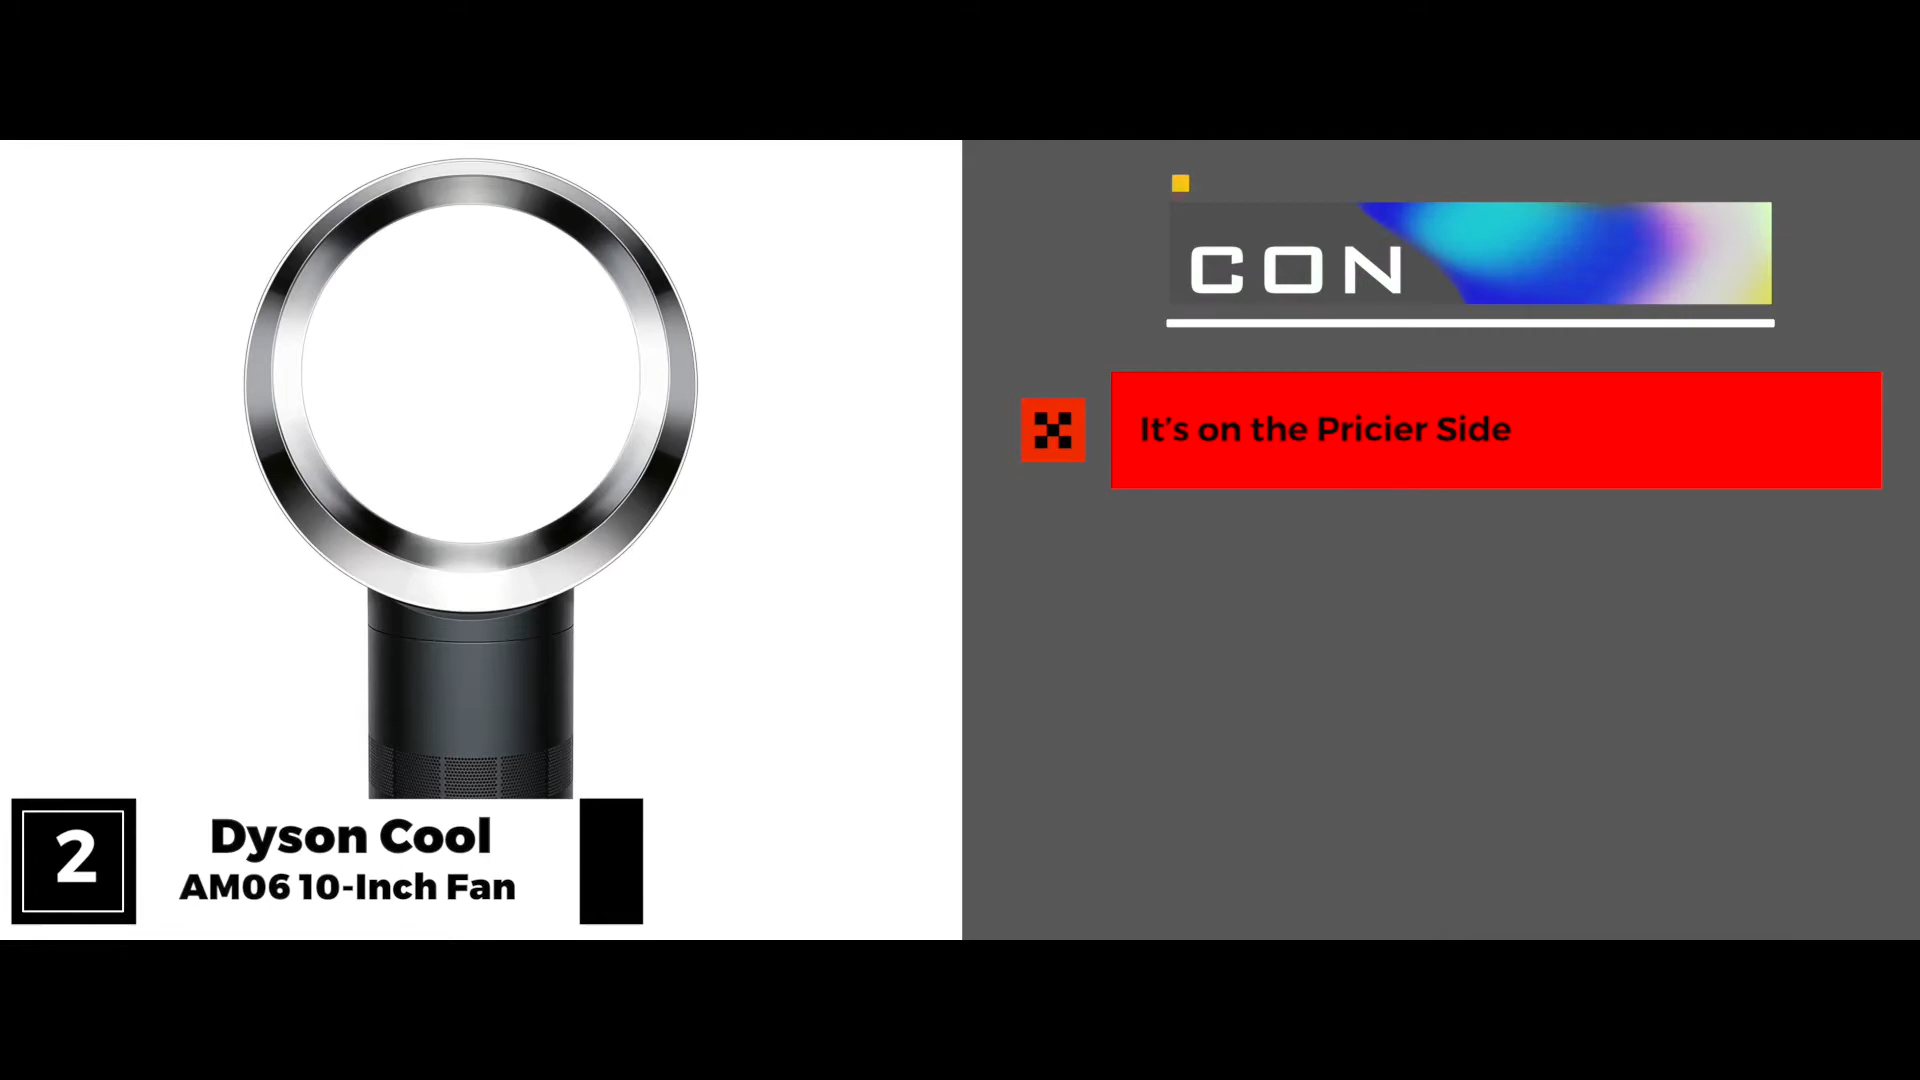 CON
It’s on the Pricier Side
2
Dyson Cool
AM06 10-Inch Fan